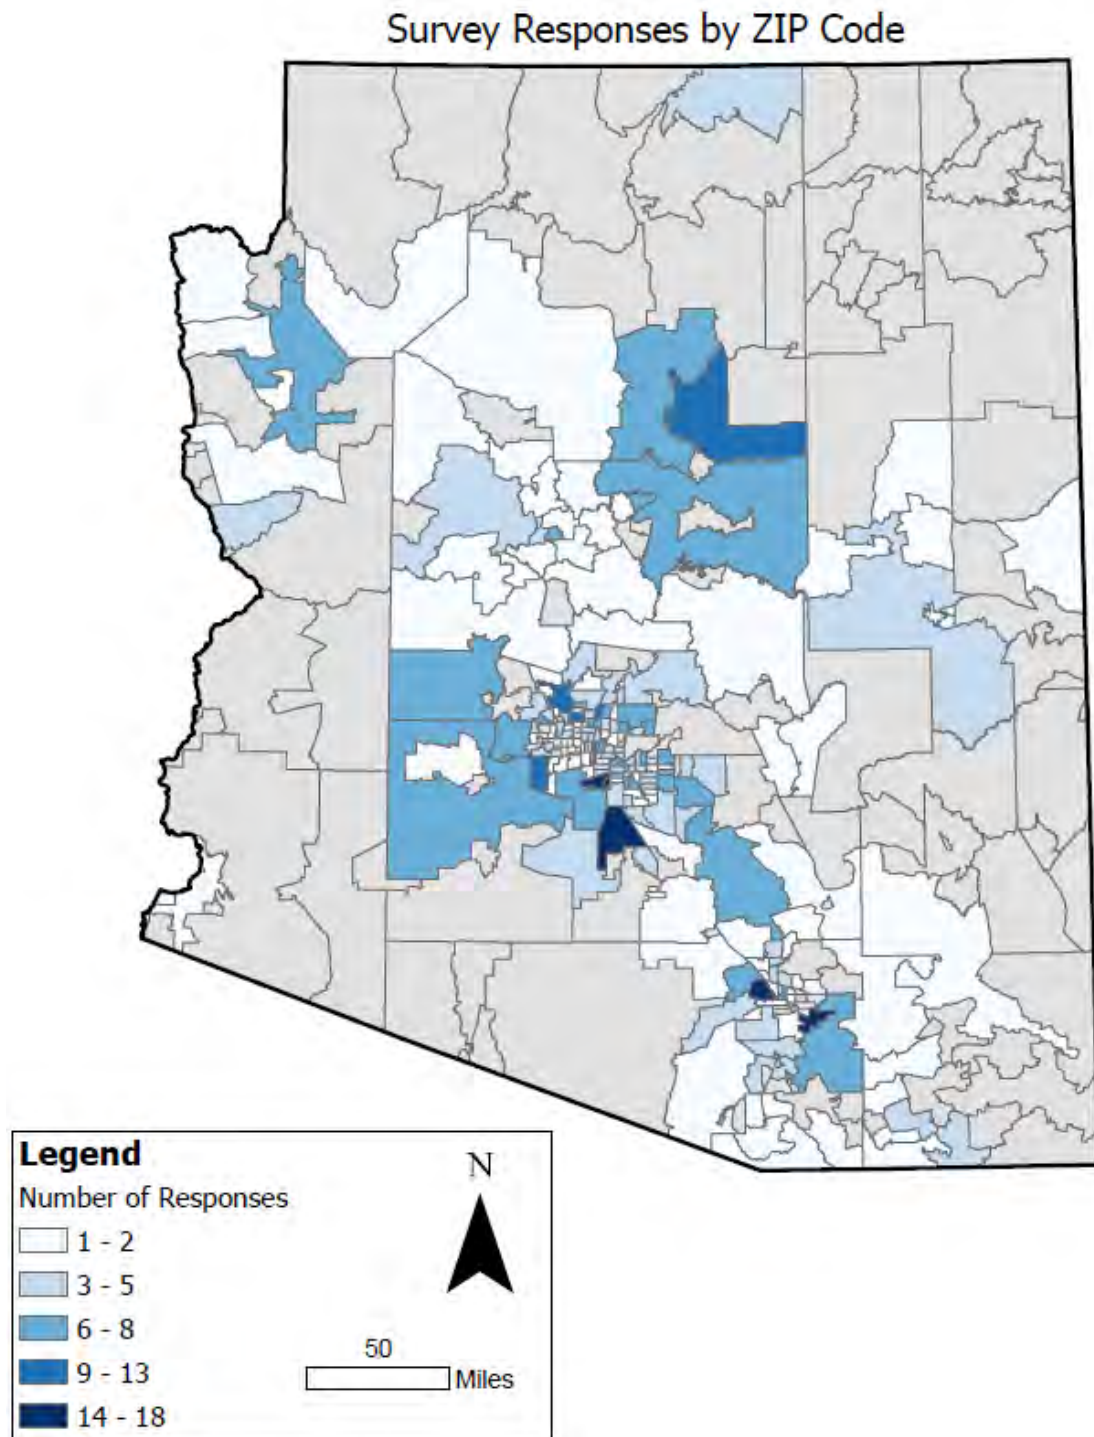 Survey Responses by ZIP Code
Legend
Number of Responses
1 - 2
3 - 5
6 - 8
9 - 13
14 - 18
N
50
Miles